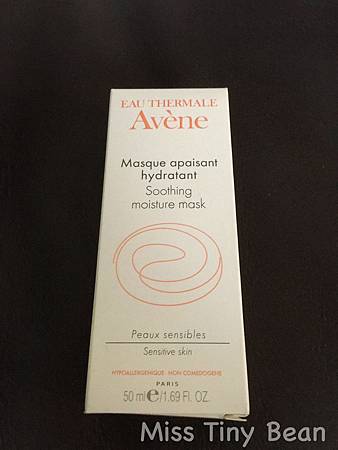 EAU THERMALE
Avène
Masque apaisant
hydratant
Soothing
moisture mask
Peaux sensibles
Sensitive skin
HYPOALLERGENIQUE - NON COMEDOGENE
PARIS
50 ml ℮/1.69 FL. OZ.
Miss Tiny Bean